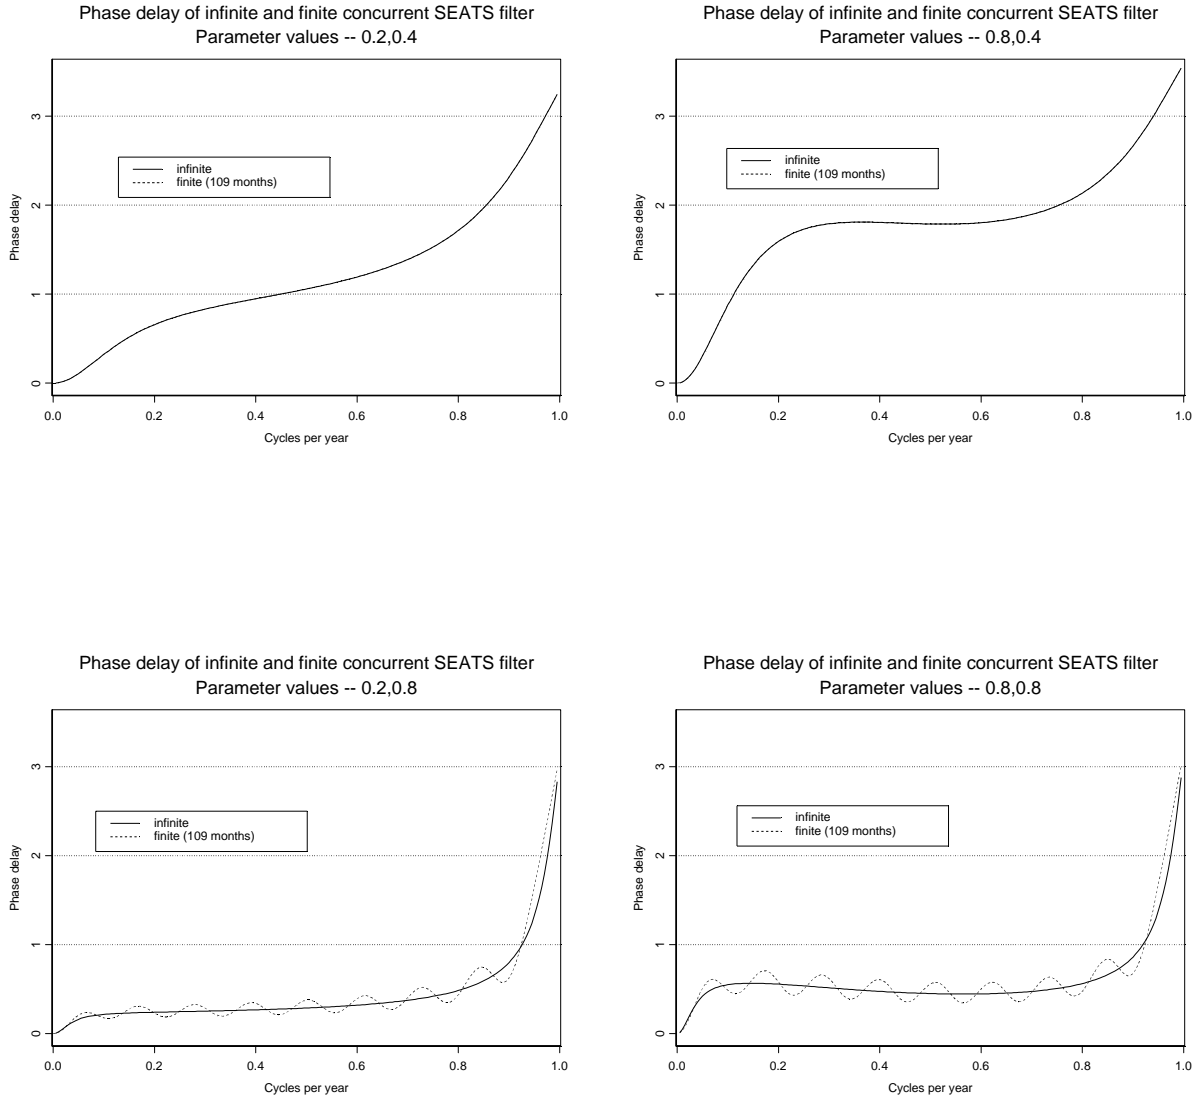 Phase delay of infinite and finite concurrent SEATS filter
Parameter values -- 0.2,0.4
Phase delay
3
2
1
0
infinite
finite (109 months)
0.0 0.2 0.4 0.6 0.8 1.0
Cycles per year
Phase delay of infinite and finite concurrent SEATS filter
Parameter values -- 0.8,0.4
Phase delay
3
2
1
0
infinite
finite (109 months)
0.0 0.2 0.4 0.6 0.8 1.0
Cycles per year
Phase delay of infinite and finite concurrent SEATS filter
Parameter values -- 0.2,0.8
Phase delay
3
2
1
0
infinite
finite (109 months)
0.0 0.2 0.4 0.6 0.8 1.0
Cycles per year
Phase delay of infinite and finite concurrent SEATS filter
Parameter values -- 0.8,0.8
Phase delay
3
2
1
0
infinite
finite (109 months)
0.0 0.2 0.4 0.6 0.8 1.0
Cycles per year